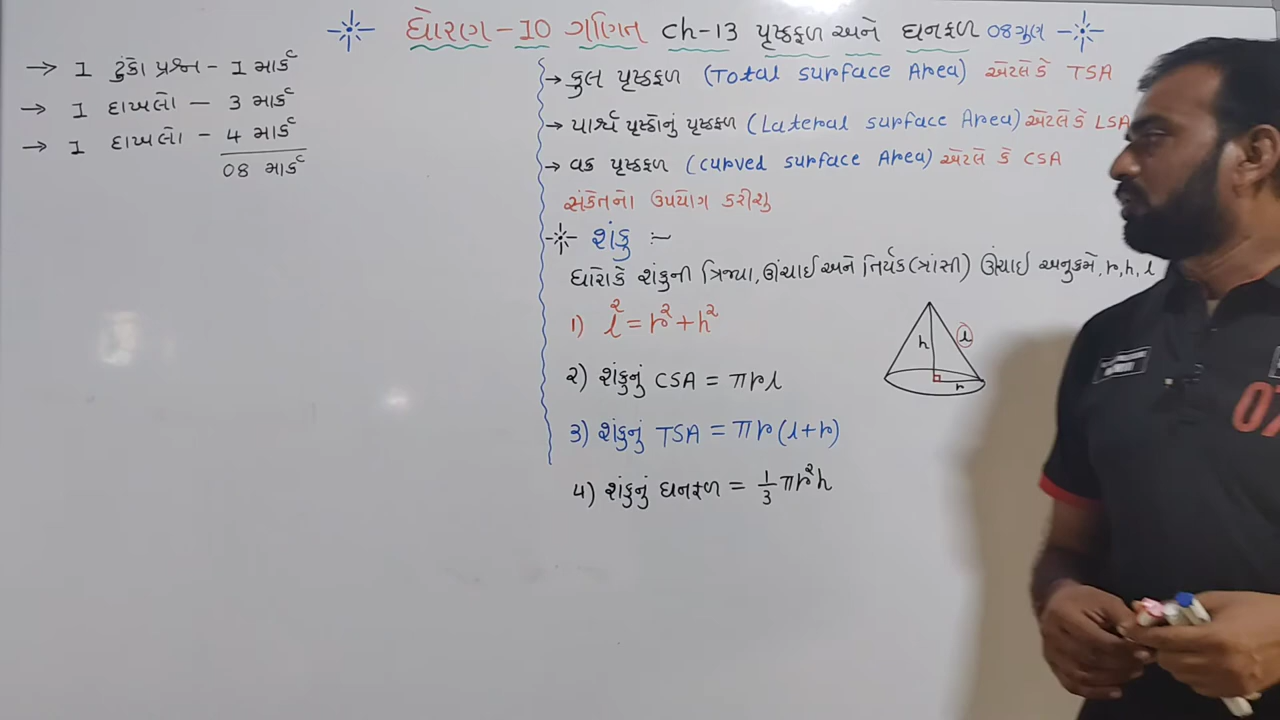 ધોરણ-10 ગણિત Ch-13 પૃષ્ઠફળ અને ઘનફળ 08 ગુણ
→ 1 ટુંકો પ્રશ્ન - 1 માર્ક
→ 1 દાખલો - 3 માર્ક
→ 1 દાખલો - 4 માર્ક
08 માર્ક
→ કુલ પૃષ્ઠફળ (Total surface Area) એટલે કે TSA
→ પાર્શ્વ પૃષ્ઠોનું પૃષ્ઠફળ (Lateral surface Area) એટલે કે LSA
→ વક્ર પૃષ્ઠફળ (curved surface Area) એટલે કે CSA
સંકેતનો ઉપયોગ કરીશુ
શંકુ :-
ધારોકે શંકુની ત્રિજ્યા, ઊંચાઈ અને તિર્યક (ત્રાંસી) ઊંચાઈ અનુક્રમે, r, h, l
1) l² = r² + h²
2) શંકુનું CSA = πrl
3) શંકુનું TSA = πr(l+r)
4) શંકુનું ઘનફળ = 1/3 πr²h
h
l
r
07